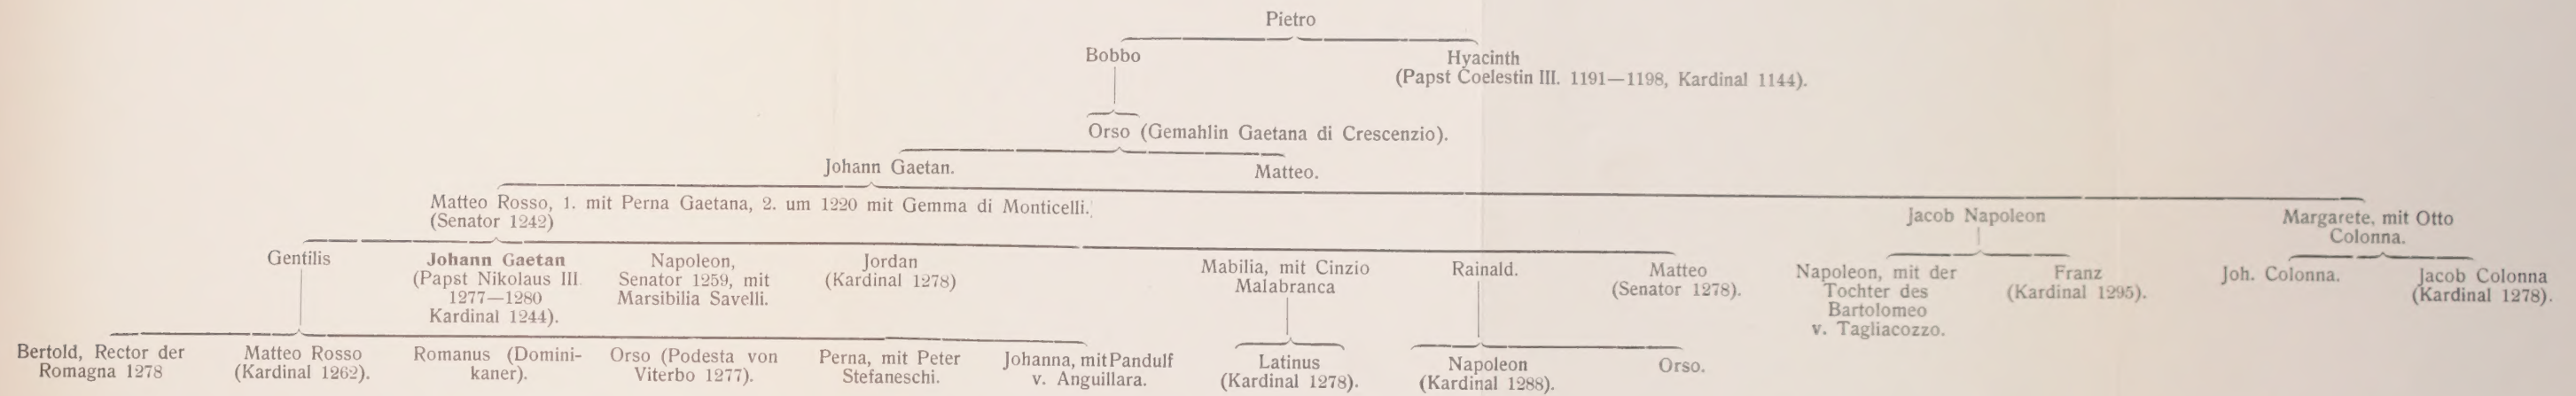 Pietro
Bobbo
Hyacinth
(Papst Coelestin III. 1191—1198, Kardinal 1144).
Orso (Gemahlin Gaetana di Crescenzio).
Johann Gaetan.
Matteo.
Matteo Rosso, 1. mit Perna Gaetana, 2. um 1220 mit Gemma di Monticelli.
(Senator 1242)
Jacob Napoleon
Margarete, mit Otto
Colonna.
Gentilis
Johann Gaetan
(Papst Nikolaus III.
1277—1280
Kardinal 1244).
Napoleon,
Senator 1259, mit
Marsibilia Savelli.
Jordan
(Kardinal 1278)
Mabilia, mit Cinzio
Malabranca
Rainald.
Matteo
(Senator 1278).
Napoleon, mit der
Tochter des
Bartolomeo
v. Tagliacozzo.
Franz
(Kardinal 1295).
Joh. Colonna.
Jacob Colonna
(Kardinal 1278).
Bertold, Rector der
Romagna 1278
Matteo Rosso
(Kardinal 1262).
Romanus (Domini-
kaner).
Orso (Podesta von
Viterbo 1277).
Perna, mit Peter
Stefaneschi.
Johanna, mit Pandulf
v. Anguillara.
Latinus
(Kardinal 1278).
Napoleon
(Kardinal 1288).
Orso.